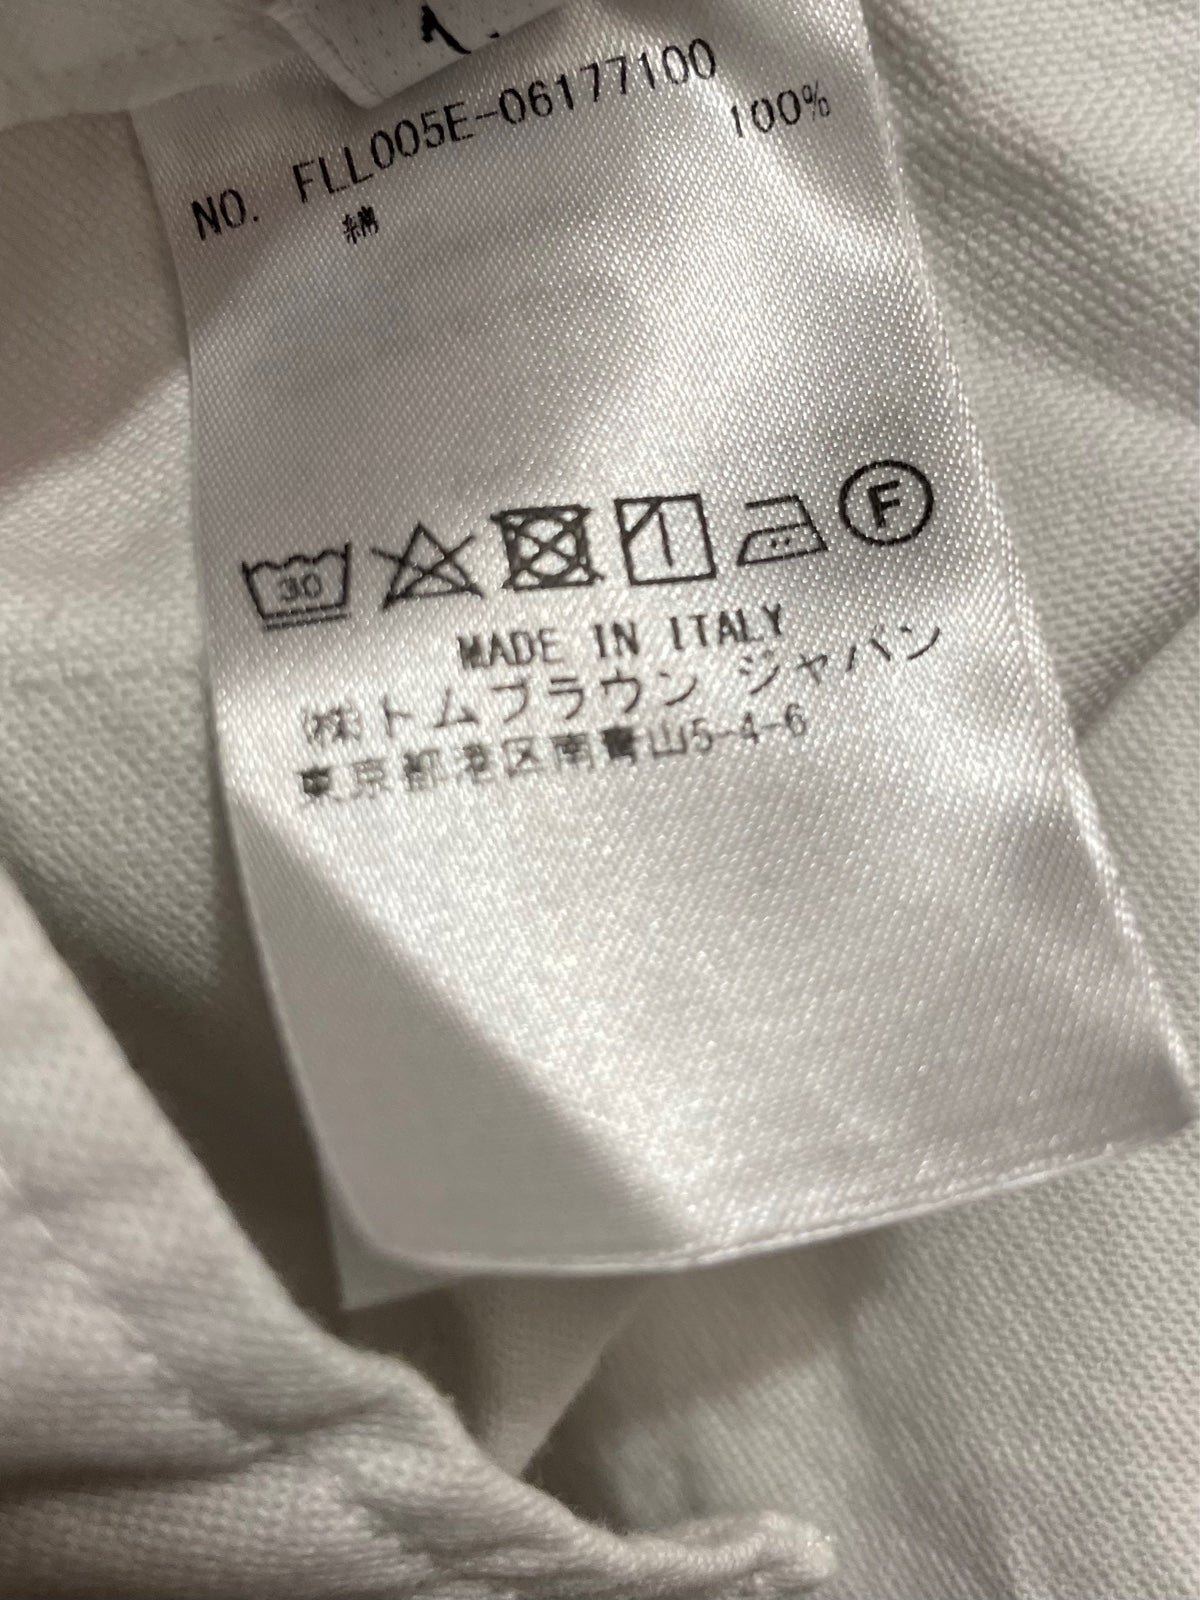 NO. FLL005E-06177100
綿 100%
30
F
MADE IN ITALY
(株)トムブラウン ジャパン
東京都港区南青山5-4-6